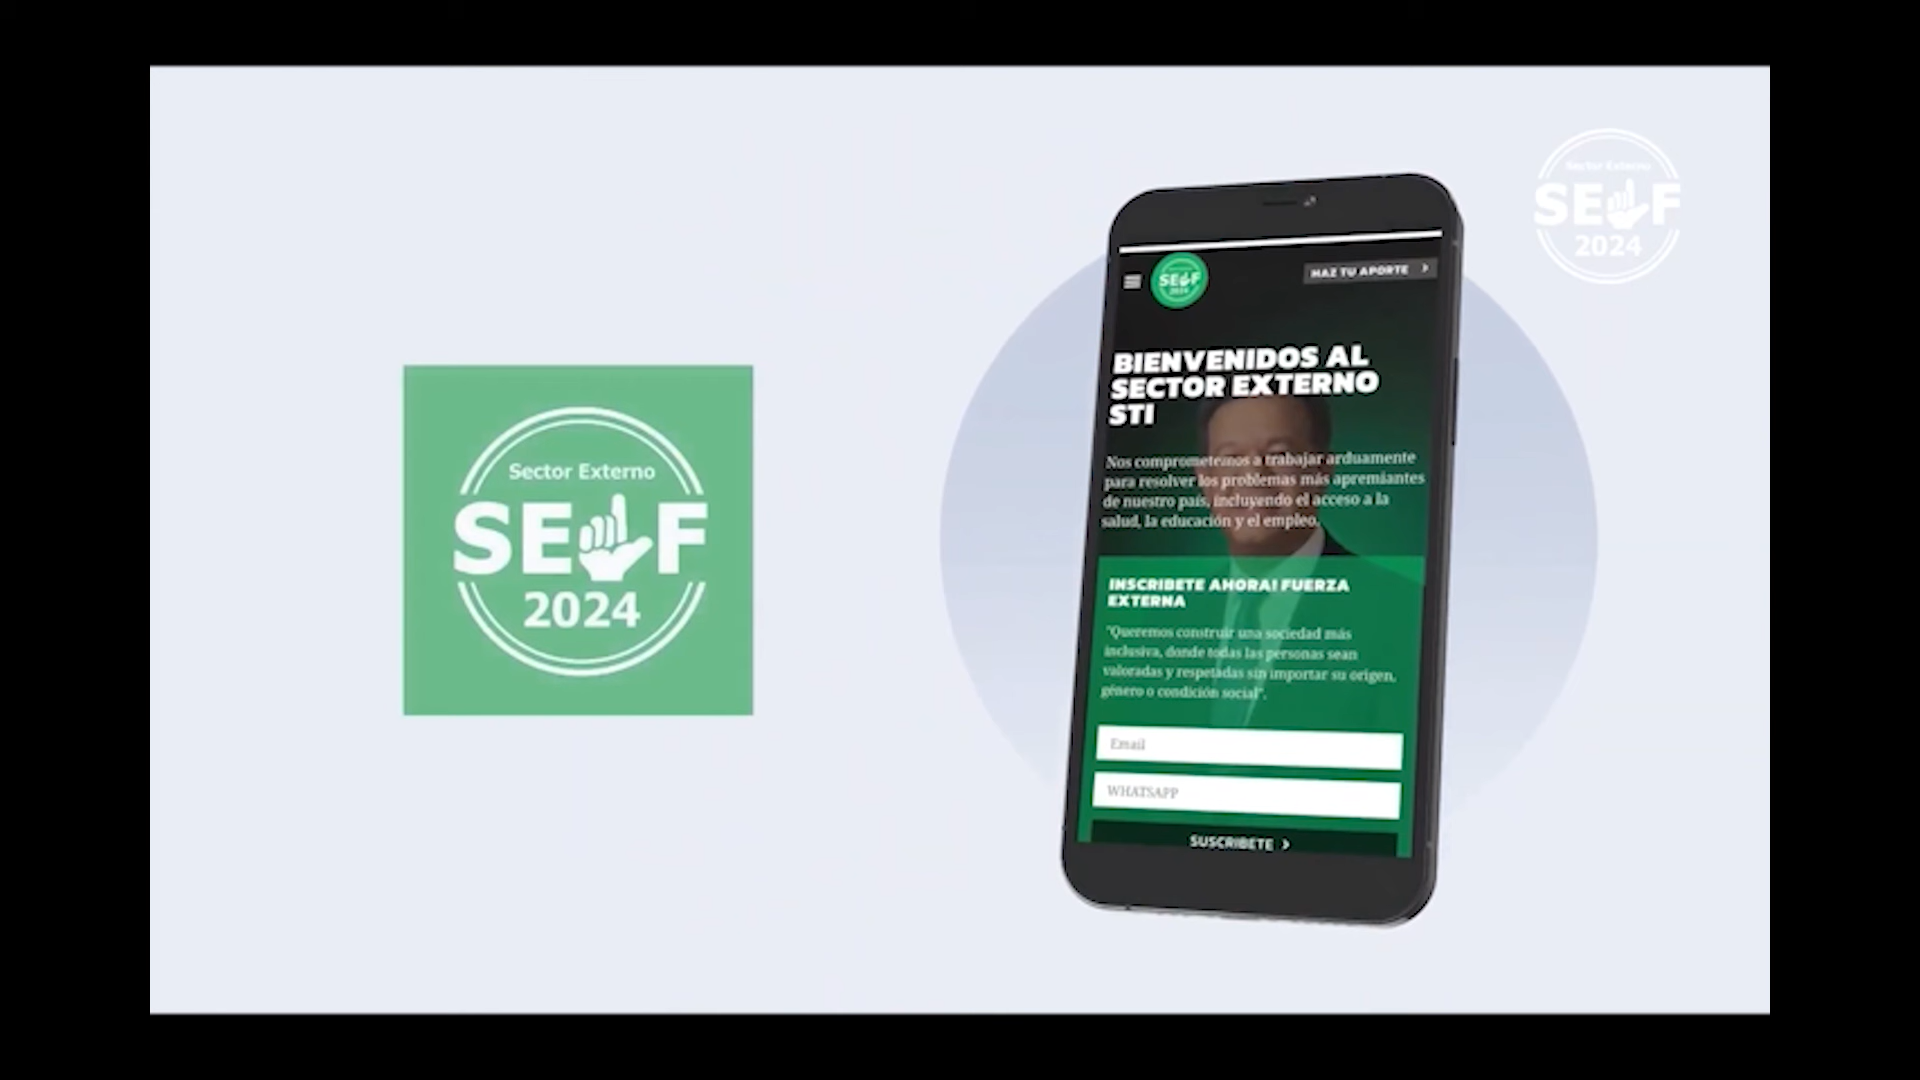 Sector Externo
SE F
2024
SE F
2024
HAZ TU APORTE
BIENVENIDOS AL
SECTOR EXTERNO
STI
Nos comprometemos a trabajar arduamente
para resolver los problemas más apremiantes
de nuestro país, incluyendo el acceso a la
salud, la educación y el empleo.
INSCRIBETE AHORA! FUERZA
EXTERNA
"Queremos construir una sociedad más
inclusiva, donde todas las personas sean
valoradas y respetadas sin importar su origen,
género o condición social".
Email
WHATSAPP
SUSCRIBETE
Sector Externo
SE F
2024